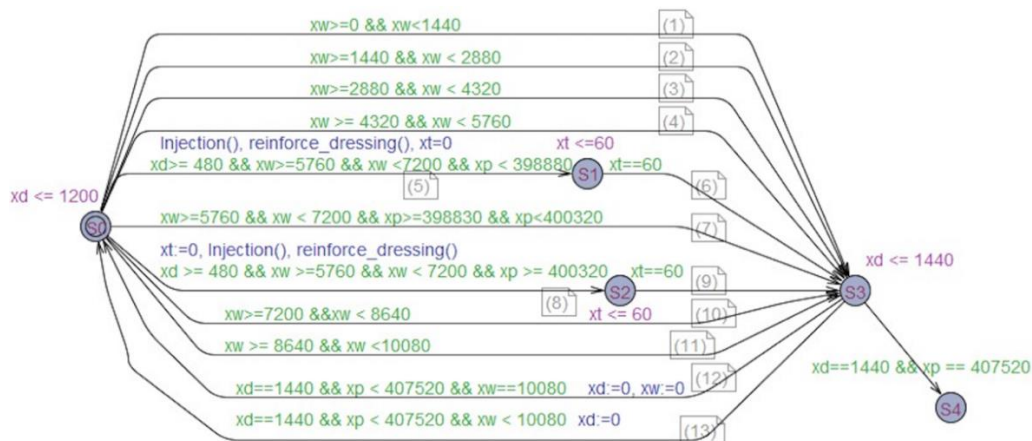 xw>=0 && xw<1440 (1)
xw>=1440 && xw < 2880 (2)
xw>=2880 && xw < 4320 (3)
xw >= 4320 && xw < 5760 (4)
Injection(), reinforce_dressing(), xt=0 xt <=60
xd>= 480 && xw>=5760 && xw <7200 && xp < 398880 S1 xt==60
(5) (6)
xd <= 1200
S0 xw>=5760 && xw < 7200 && xp>=398830 && xp<400320 (7)
xt:=0, Injection(), reinforce_dressing()
xd <= 1440
xd >= 480 && xw >=5760 && xw < 7200 && xp >= 400320 xt==60
(8) S2 (9) S3
xw>=7200 &&xw < 8640 xt <= 60 (10)
xw >= 8640 && xw <10080 (11)
xd==1440 && xp == 407520
xd==1440 && xp < 407520 && xw==10080 xd:=0, xw:=0 (12)
S4
xd==1440 && xp < 407520 && xw < 10080 xd:=0 (13)